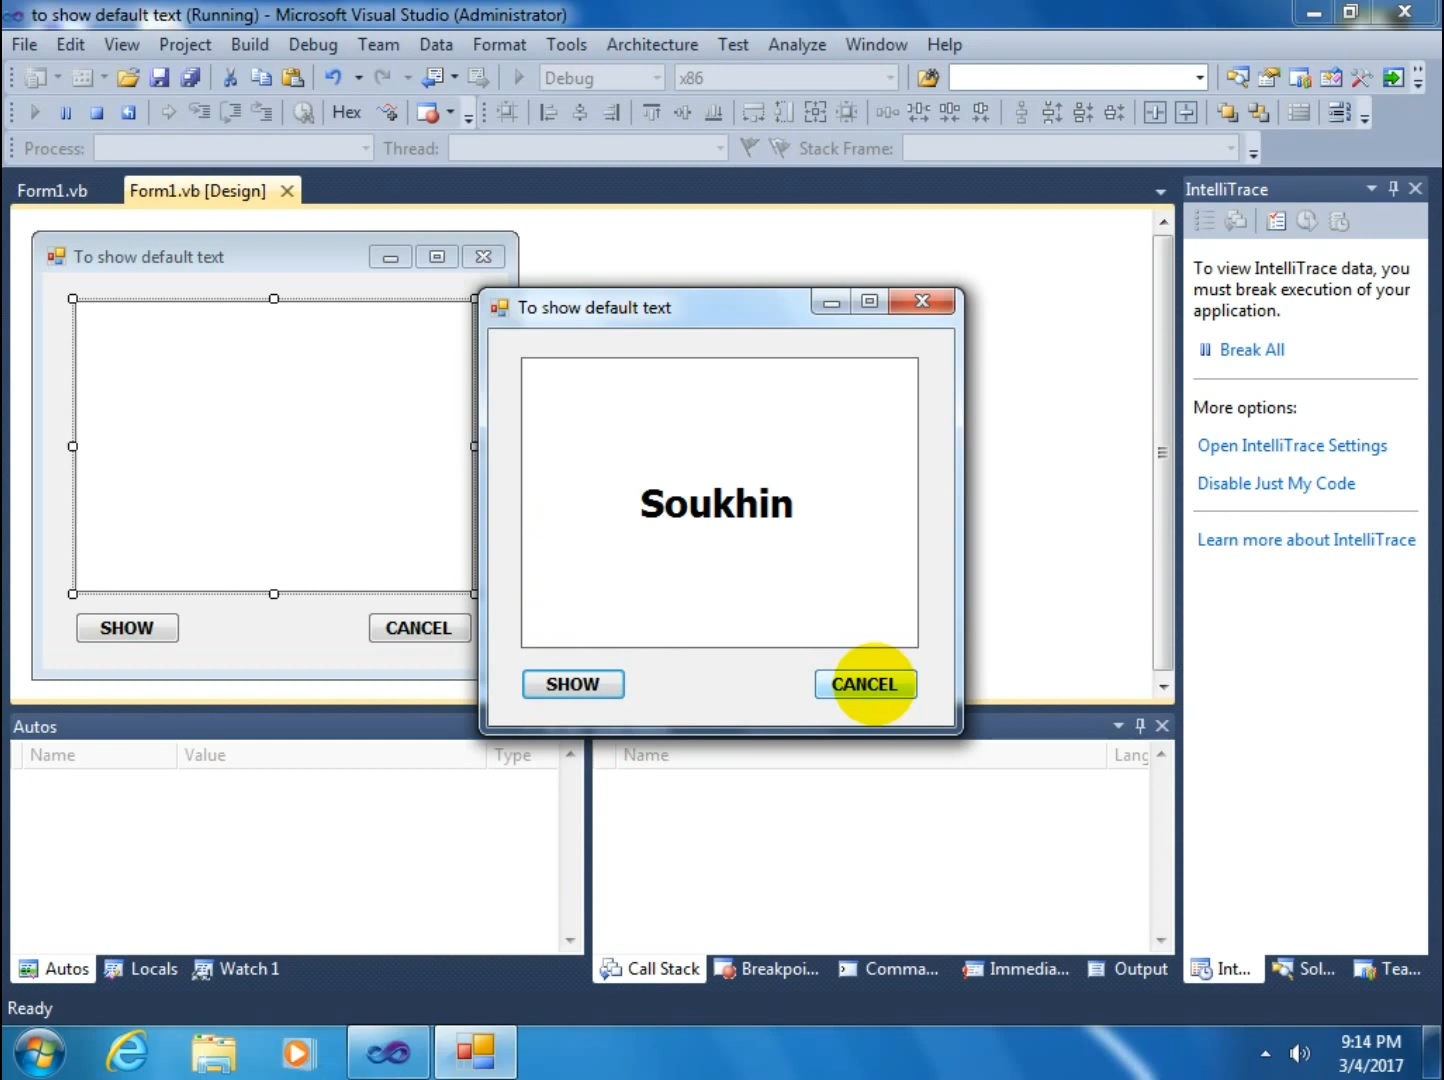 to show default text (Running) - Microsoft Visual Studio (Administrator)
File Edit View Project Build Debug Team Data Format Tools Architecture Test Analyze Window Help
Debug x86
Hex
Process: Thread: Stack Frame:
Form1.vb Form1.vb [Design]
To show default text
SHOW CANCEL
To show default text
Soukhin
SHOW CANCEL
IntelliTrace
To view IntelliTrace data, you
must break execution of your
application.
Break All
More options:
Open IntelliTrace Settings
Disable Just My Code
Learn more about IntelliTrace
Autos
Name Value Type
Name Lang
Autos Locals Watch 1
Call Stack Breakpoi... Comma... Immedia... Output
Int... Sol... Tea...
Ready
9:14 PM
3/4/2017